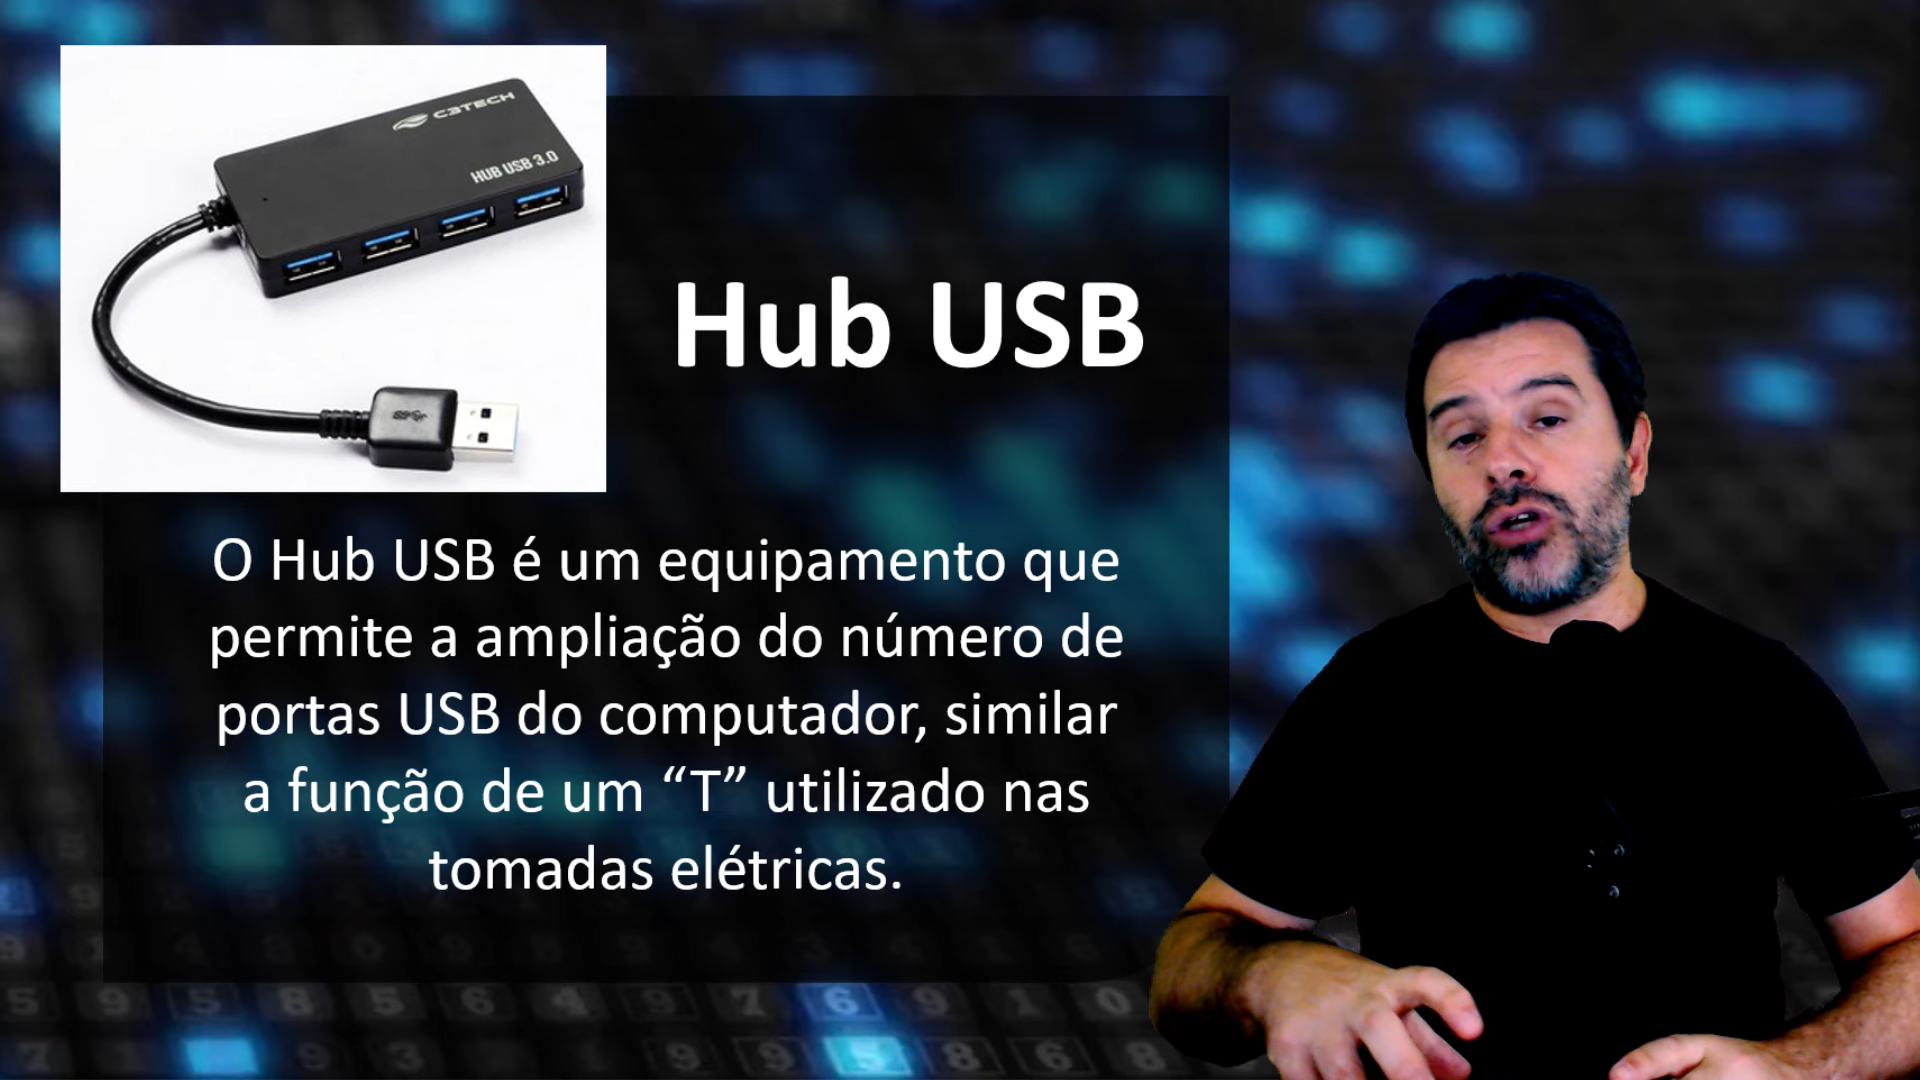 C3TECH
HUB USB 3.0
Hub USB
O Hub USB é um equipamento que
permite a ampliação do número de
portas USB do computador, similar
a função de um “T” utilizado nas
tomadas elétricas.